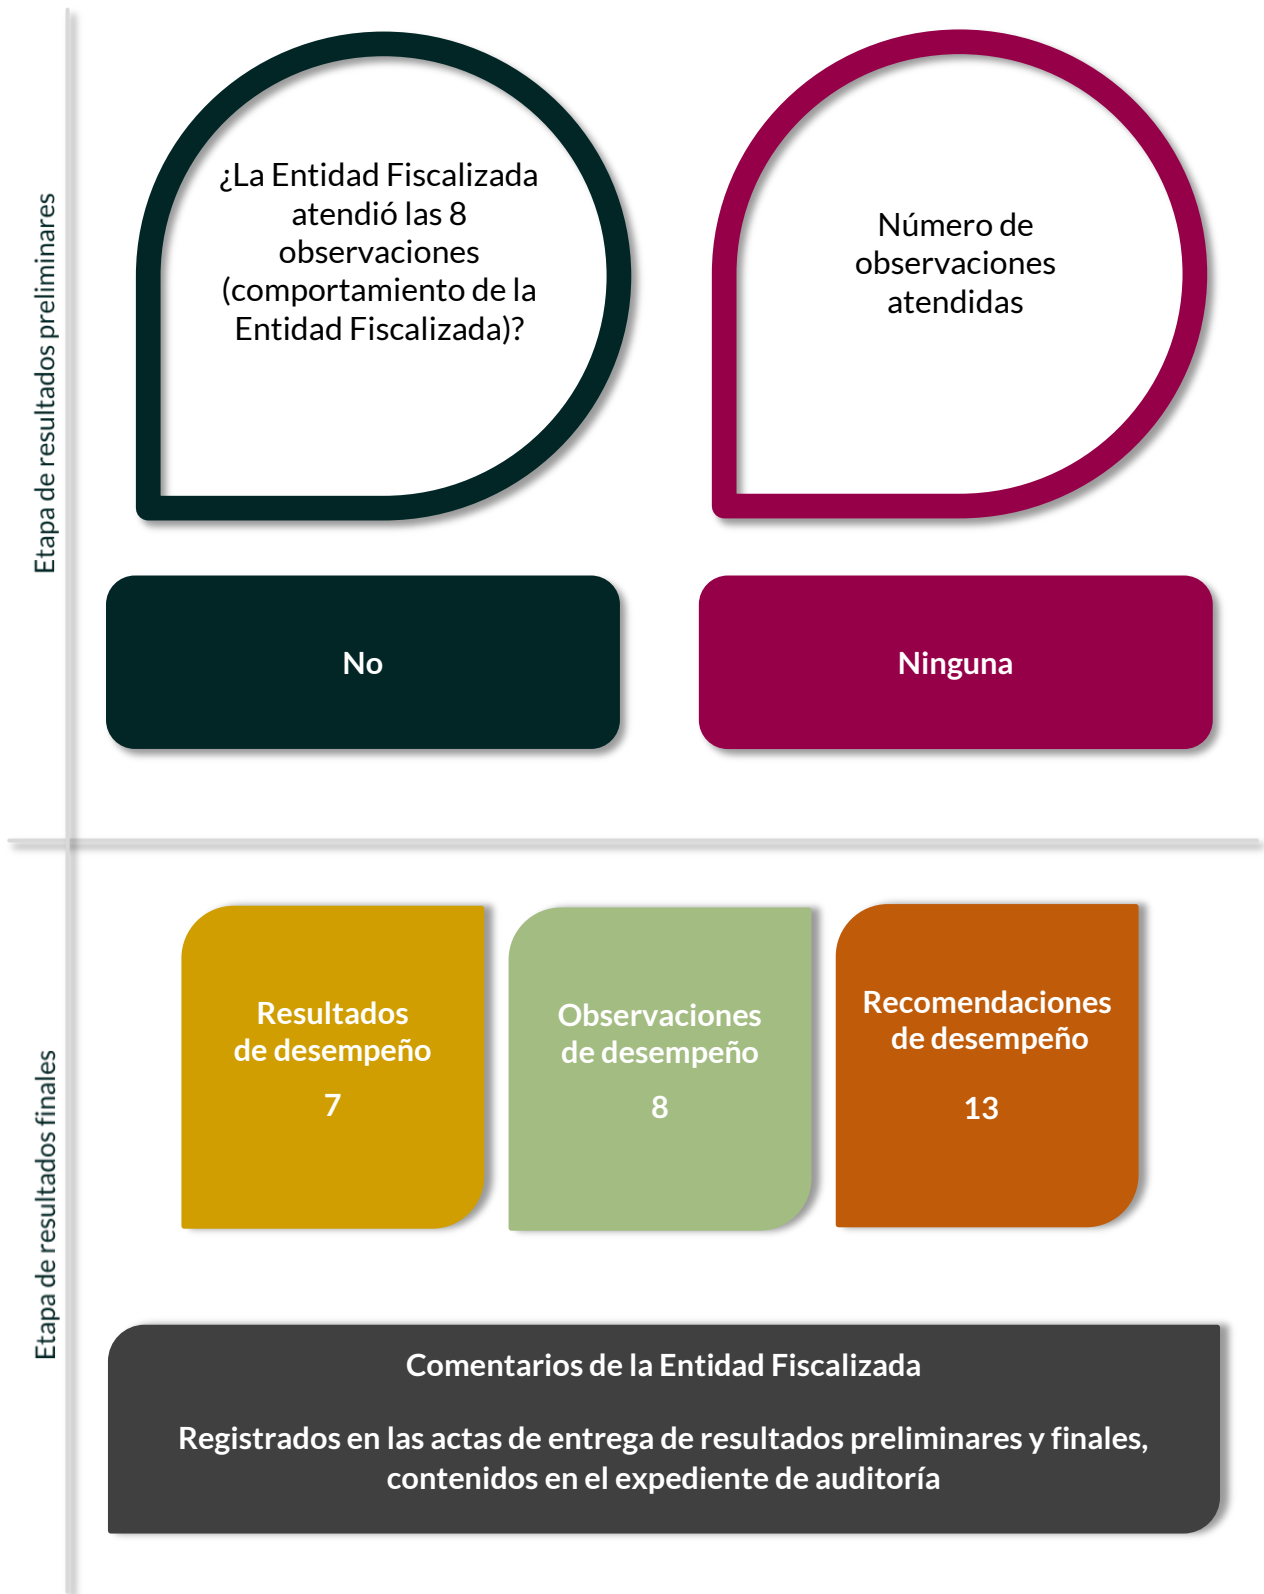 Etapa de resultados preliminares
¿La Entidad Fiscalizada
atendió las 8
observaciones
(comportamiento de la
Entidad Fiscalizada)?
Número de
observaciones
atendidas
No
Ninguna
Etapa de resultados finales
Resultados
de desempeño
7
Observaciones
de desempeño
8
Recomendaciones
de desempeño
13
Comentarios de la Entidad Fiscalizada
Registrados en las actas de entrega de resultados preliminares y finales,
contenidos en el expediente de auditoría